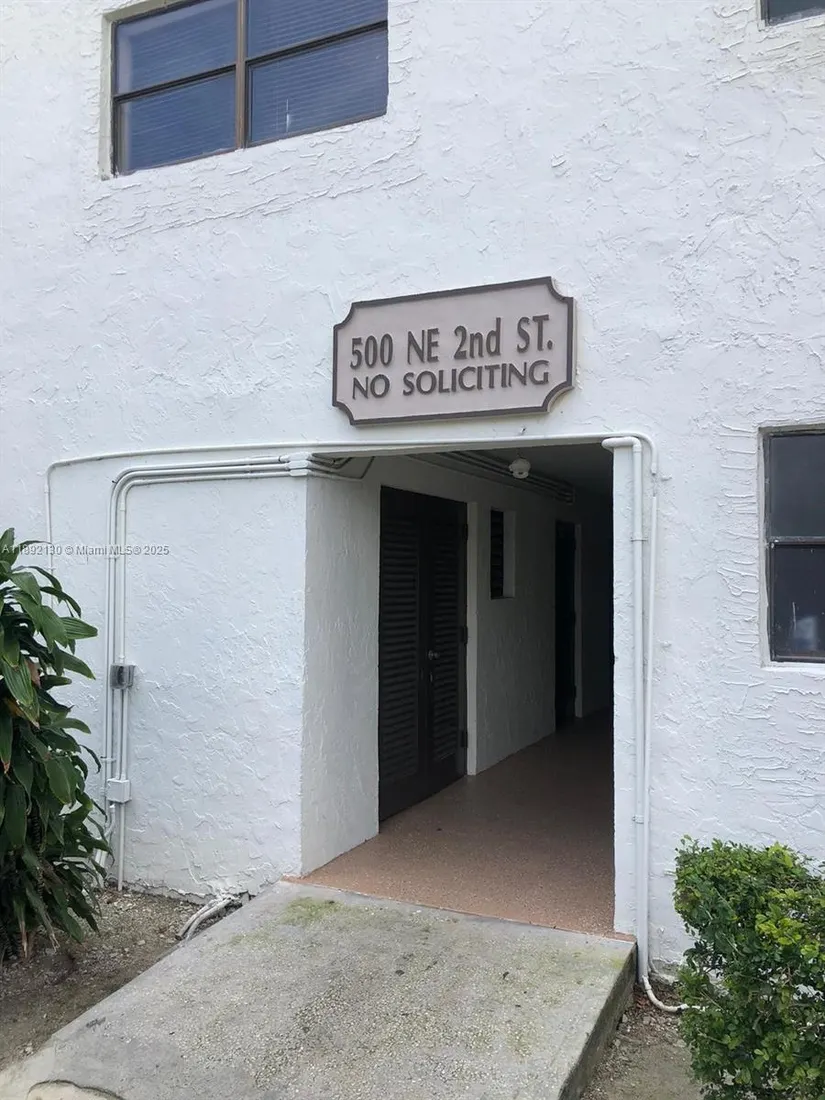 500 NE 2nd ST.
NO SOLICITING
A11892130 © Miami MLS © 2025